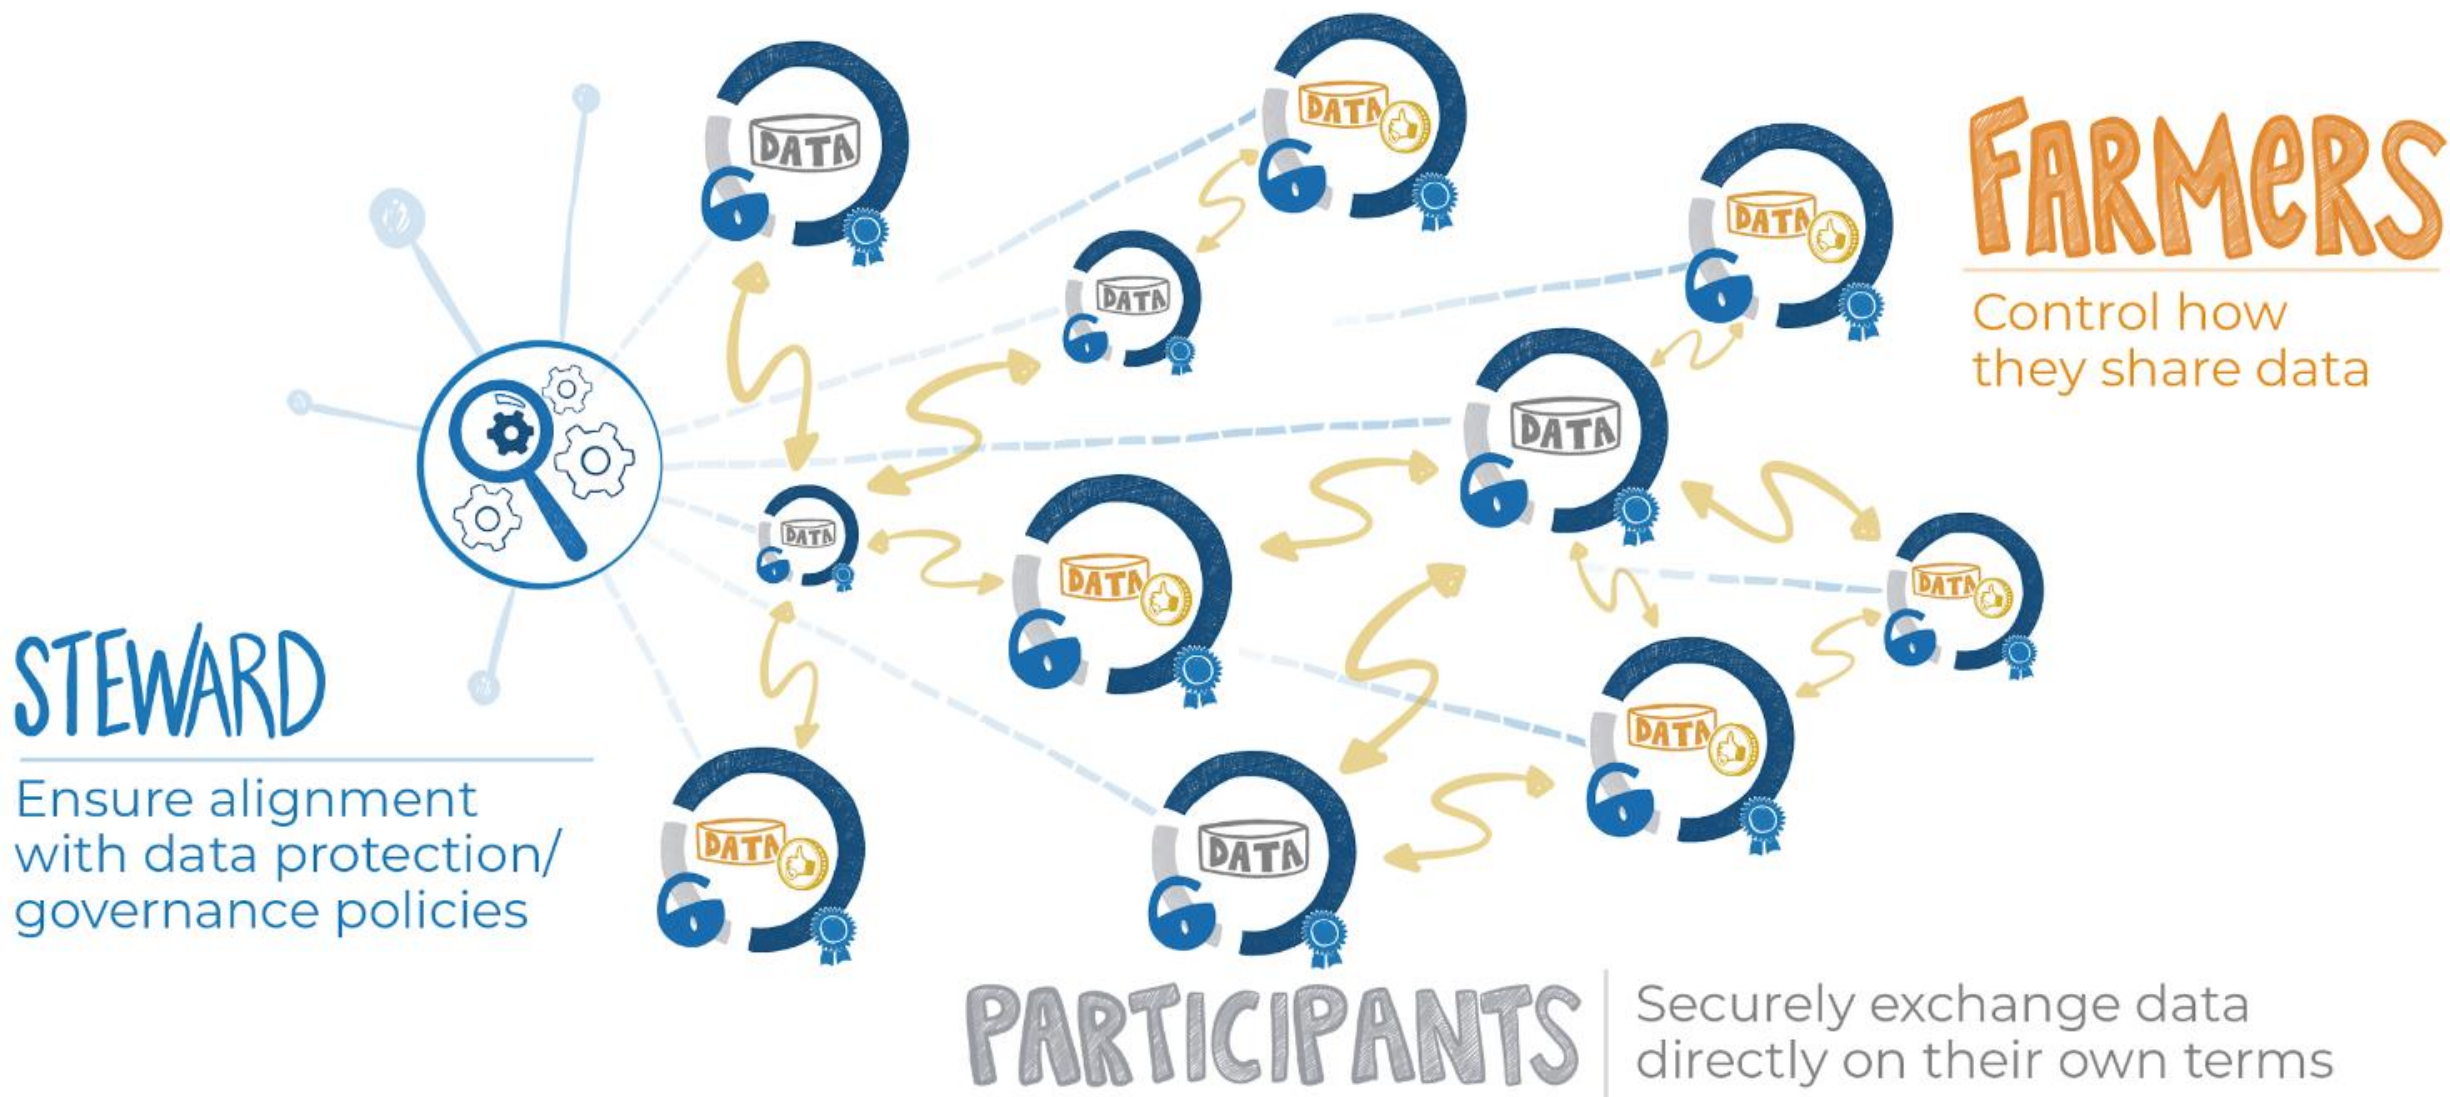 DATA
DATA
DATA
DATA
FARMERS
Control how
they share data
DATA
DATA
DATA
DATA
STEWARD
Ensure alignment
with data protection/
governance policies
DATA
DATA
DATA
PARTICIPANTS
Securely exchange data
directly on their own terms